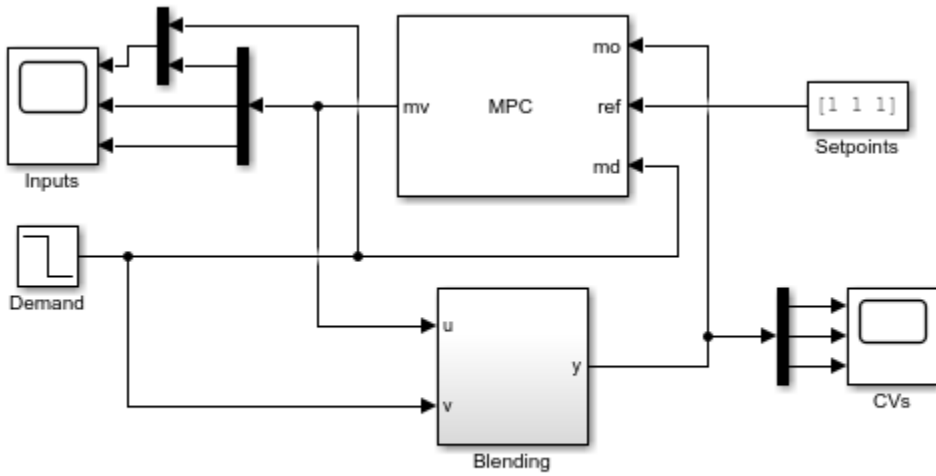 mo
mv
MPC
ref
[1 1 1]
md
Setpoints
Inputs
Demand
u
y
v
CVs
Blending